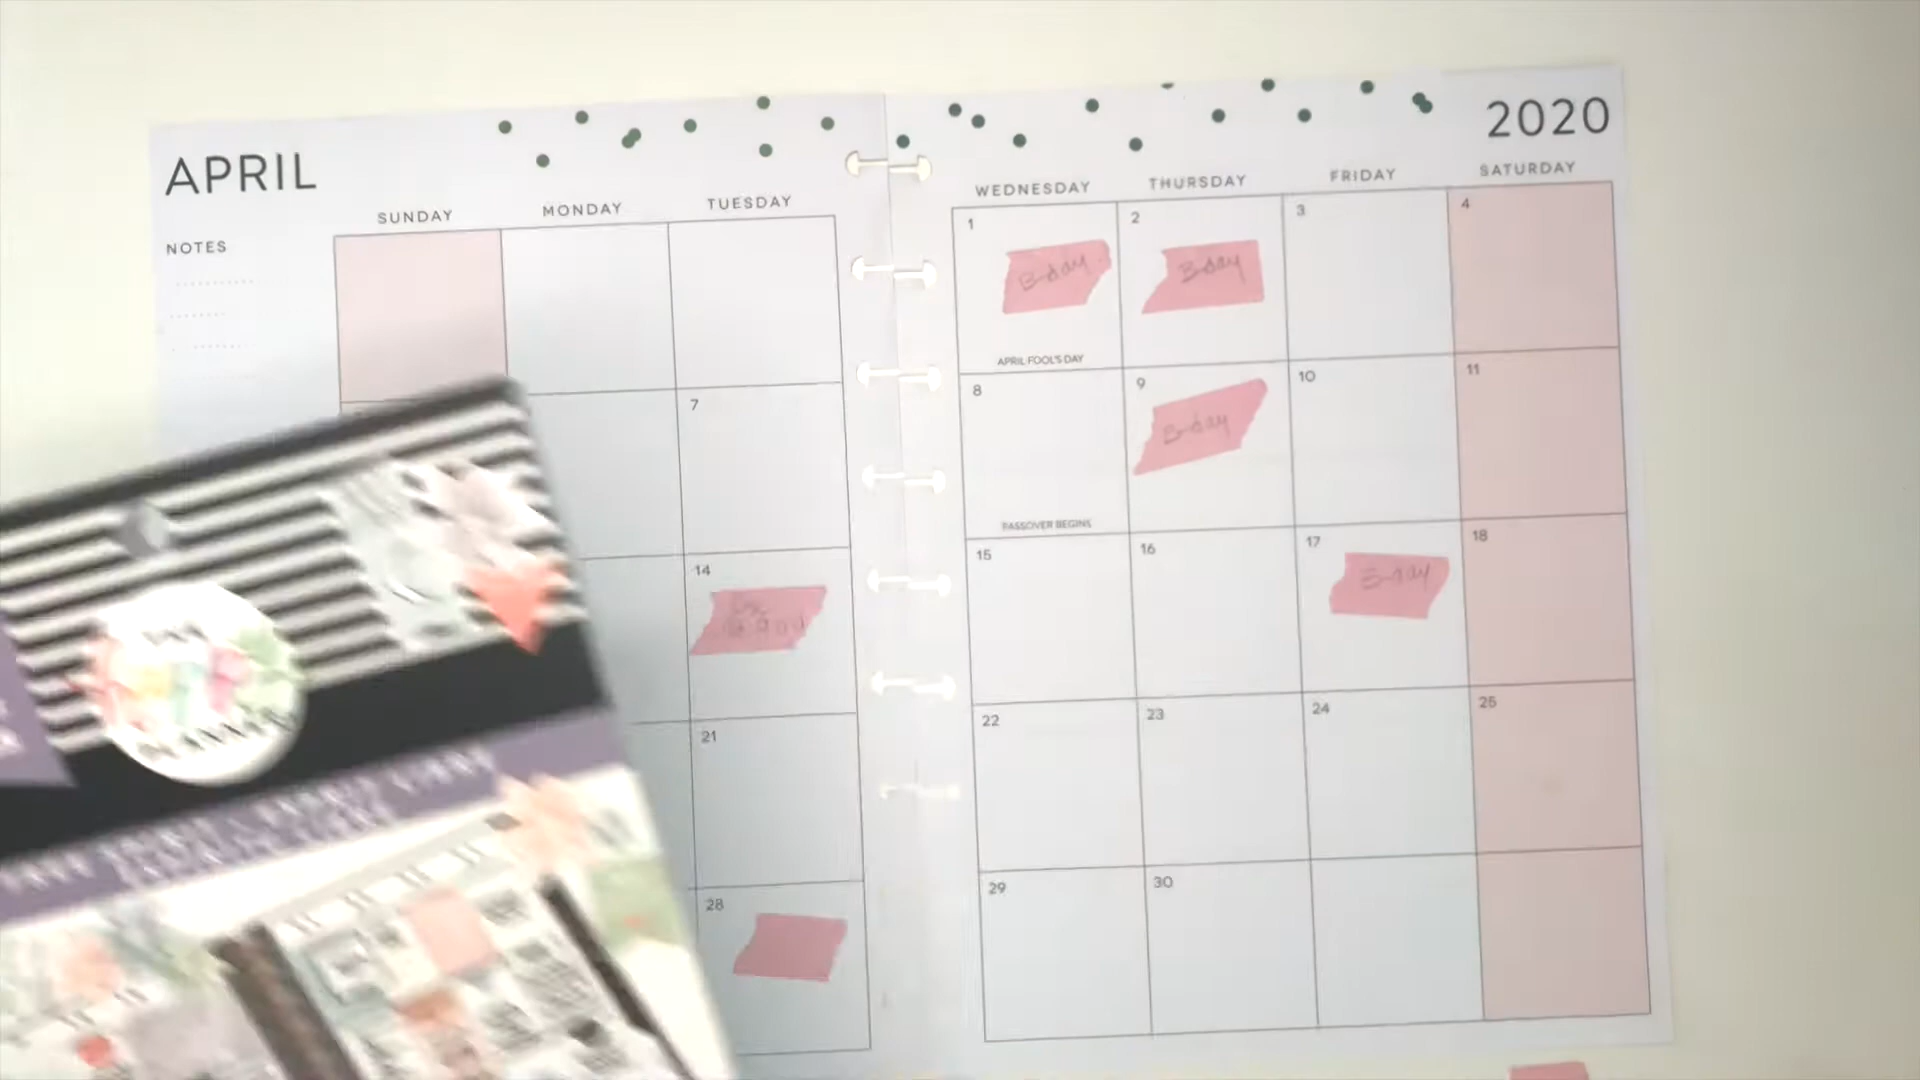 APRIL
2020
SUNDAY MONDAY TUESDAY WEDNESDAY THURSDAY FRIDAY SATURDAY
NOTES
1 2 3 4
B-day B-day
APRIL FOOL'S DAY
7 8 9 10 11
B-day
PASSOVER BEGINS
14 15 16 17 18
B-day
21 22 23 24 25
28 29 30
PLANNER